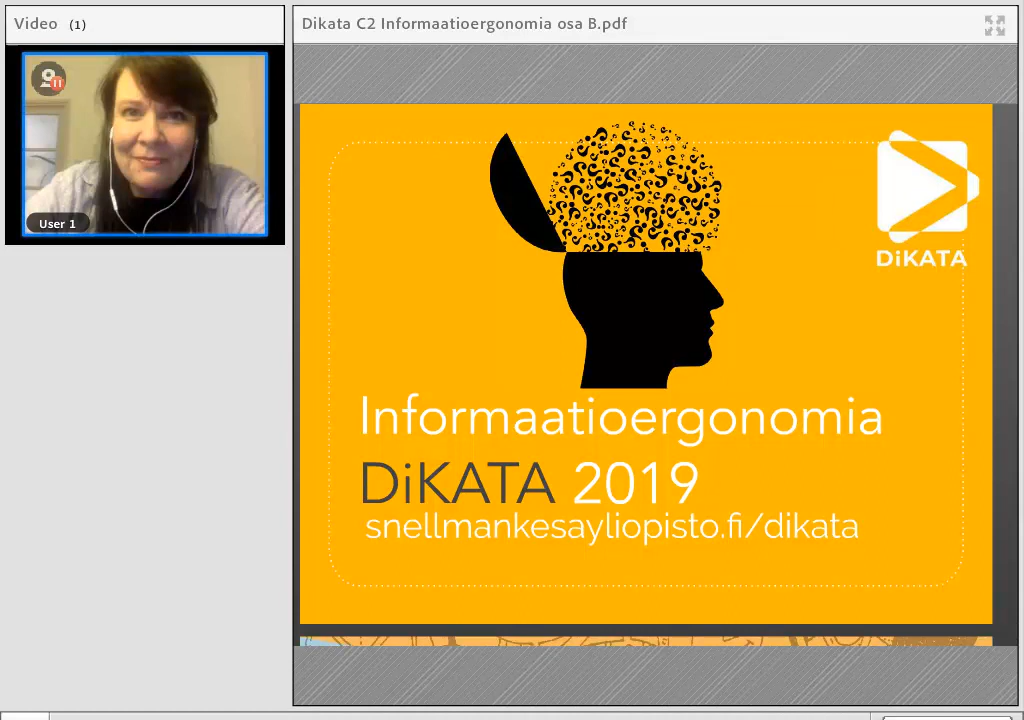 Video (1)
User 1
Dikata C2 Informaatioergonomia osa B.pdf
DiKATA
Informaatioergonomia
DiKATA 2019
snellmankesayliopisto.fi/dikata